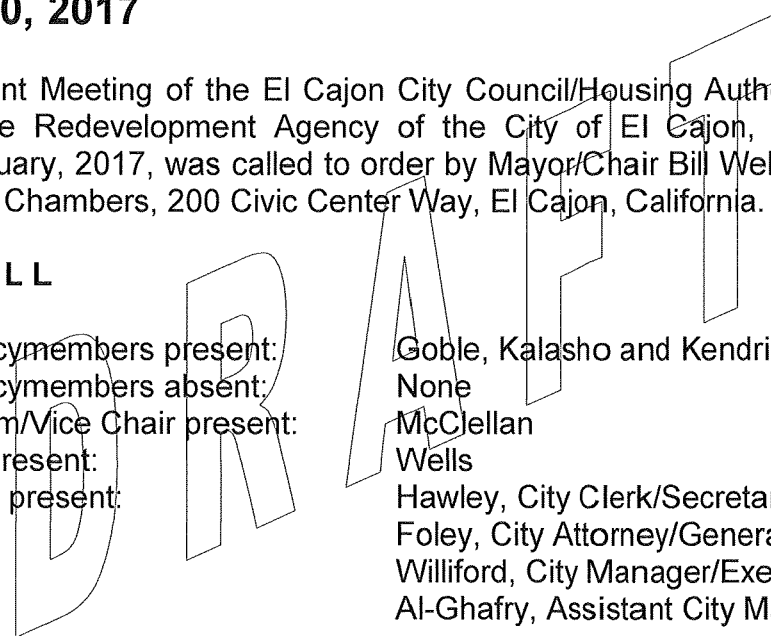 0, 2017
nt Meeting of the El Cajon City Council/Housing Autho
e Redevelopment Agency of the City of El Cajon,
uary, 2017, was called to order by Mayor/Chair Bill Wel
Chambers, 200 Civic Center Way, El Cajon, California.
L L
cymembers present: Goble, Kalasho and Kendri
cymembers absent: None
m/Vice Chair present: McClellan
resent: Wells
present: Hawley, City Clerk/Secretar
Foley, City Attorney/Genera
Williford, City Manager/Exe
Al-Ghafry, Assistant City M
DRAFT